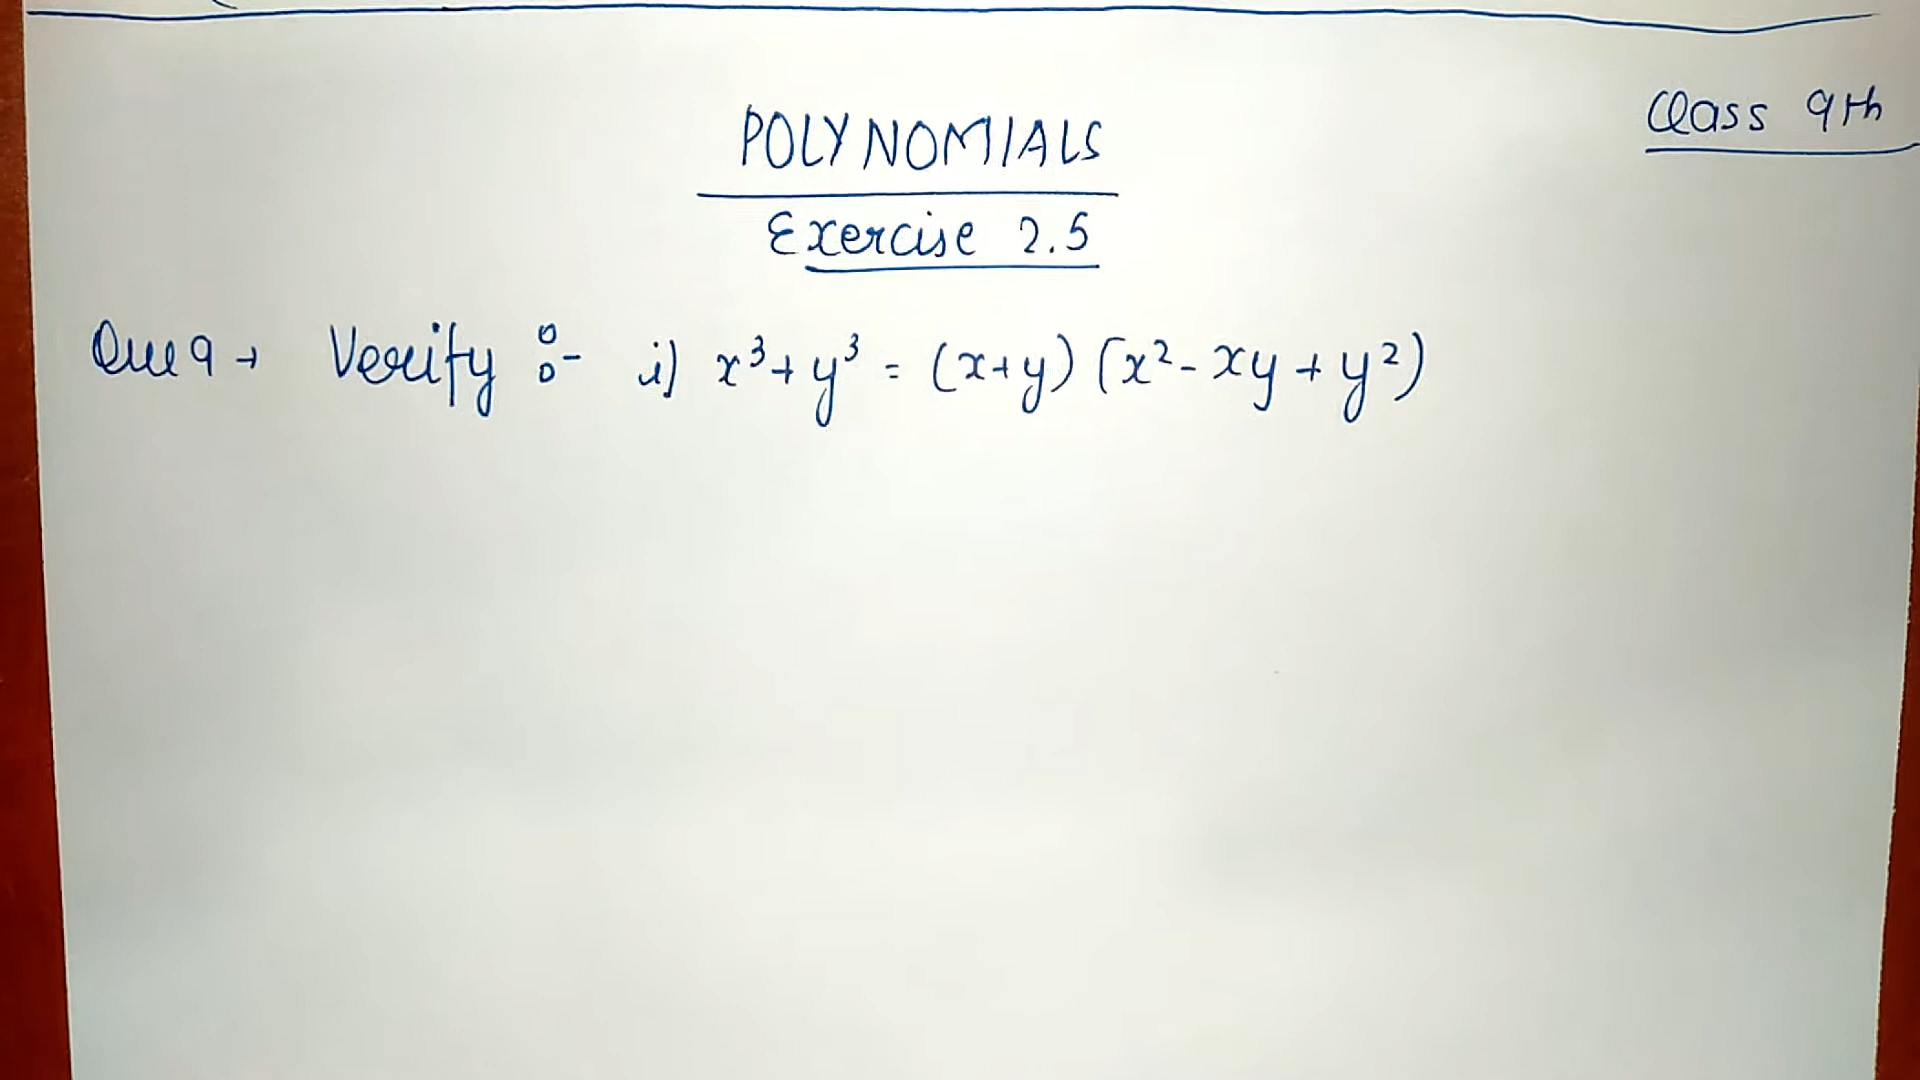 Class 9th
POLYNOMIALS
Exercise 2.5
Que 9 → Verify :- i) x³ + y³ = (x+y) (x² - xy + y²)